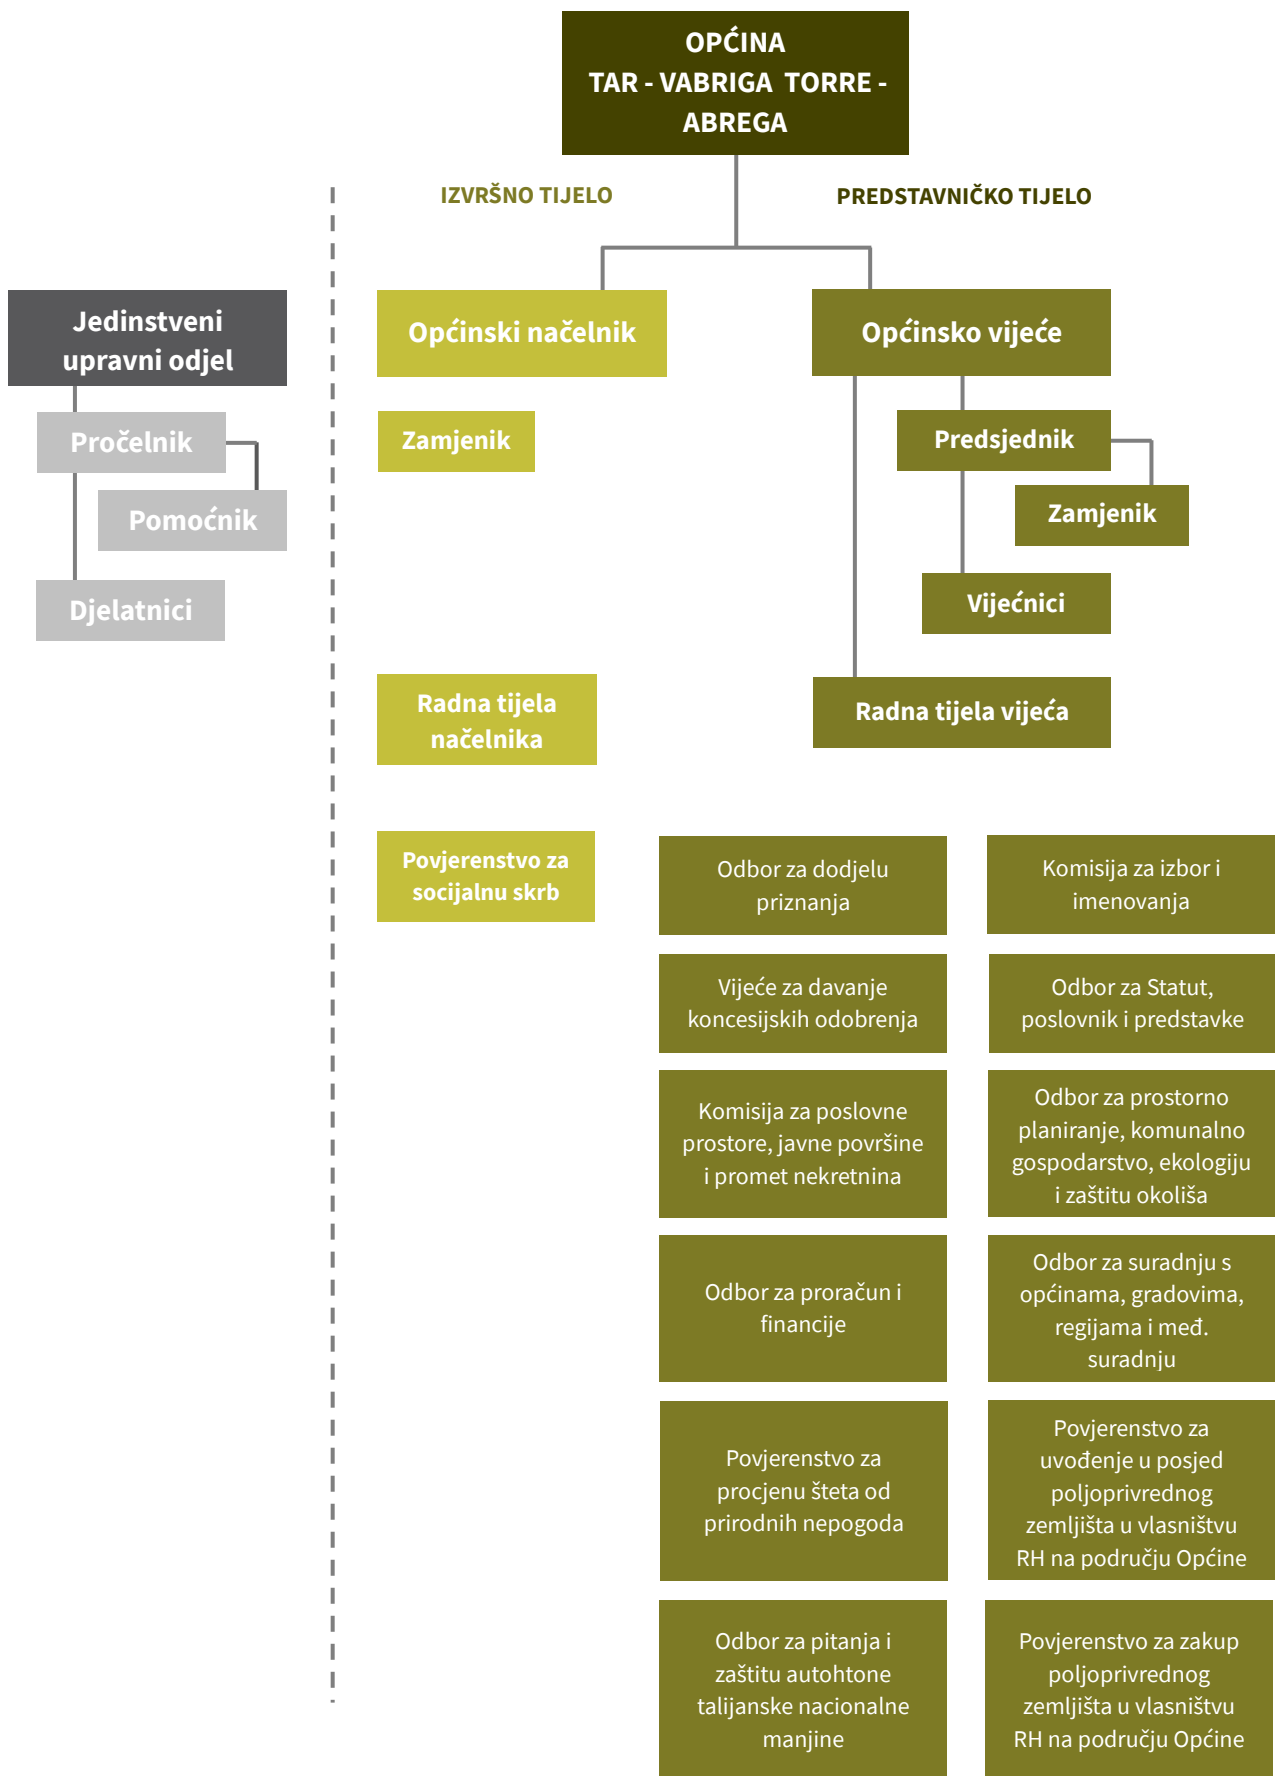 OPĆINA
TAR - VABRIGA  TORRE -
ABREGA
IZVRŠNO TIJELO
PREDSTAVNIČKO TIJELO
Jedinstveni
upravni odjel
Općinski načelnik
Općinsko vijeće
Pročelnik
Zamjenik
Predsjednik
Pomoćnik
Zamjenik
Djelatnici
Vijećnici
Radna tijela
načelnika
Radna tijela vijeća
Povjerenstvo za
socijalnu skrb
Odbor za dodjelu
priznanja
Komisija za izbor i
imenovanja
Vijeće za davanje
koncesijskih odobrenja
Odbor za Statut,
poslovnik i predstavke
Komisija za poslovne
prostore, javne površine
i promet nekretnina
Odbor za prostorno
planiranje, komunalno
gospodarstvo, ekologiju
i zaštitu okoliša
Odbor za proračun i
financije
Odbor za suradnju s
općinama, gradovima,
regijama i međ.
suradnju
Povjerenstvo za
procjenu šteta od
prirodnih nepogoda
Povjerenstvo za
uvođenje u posjed
poljoprivrednog
zemljišta u vlasništvu
RH na području Općine
Odbor za pitanja i
zaštitu autohtone
talijanske nacionalne
manjine
Povjerenstvo za zakup
poljoprivrednog
zemljišta u vlasništvu
RH na području Općine